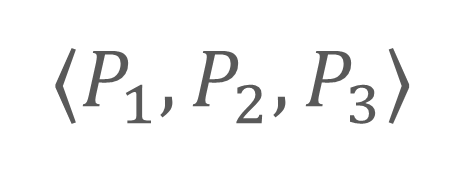 ⟨P₁, P₂, P₃⟩